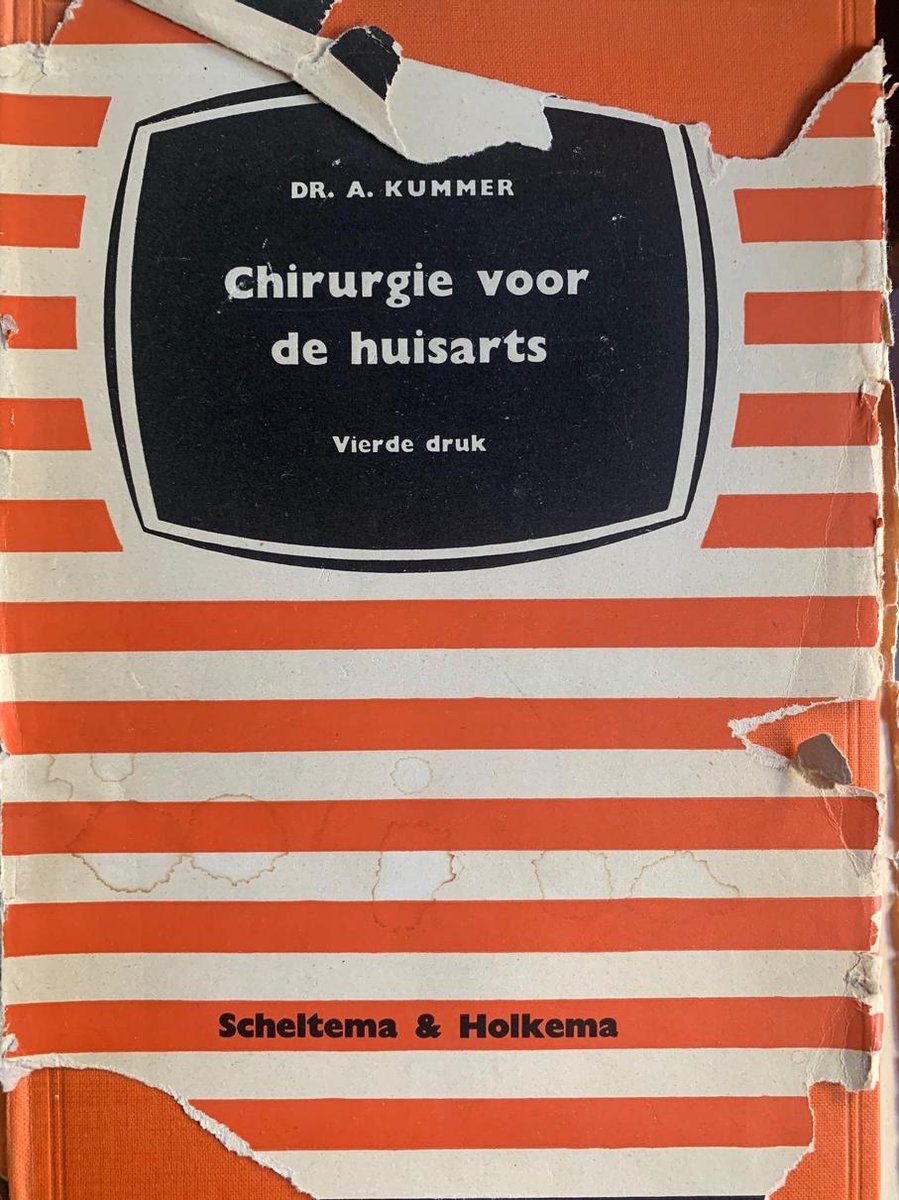 DR. A. KUMMER
Chirurgie voor
de huisarts
Vierde druk
Scheltema & Holkema